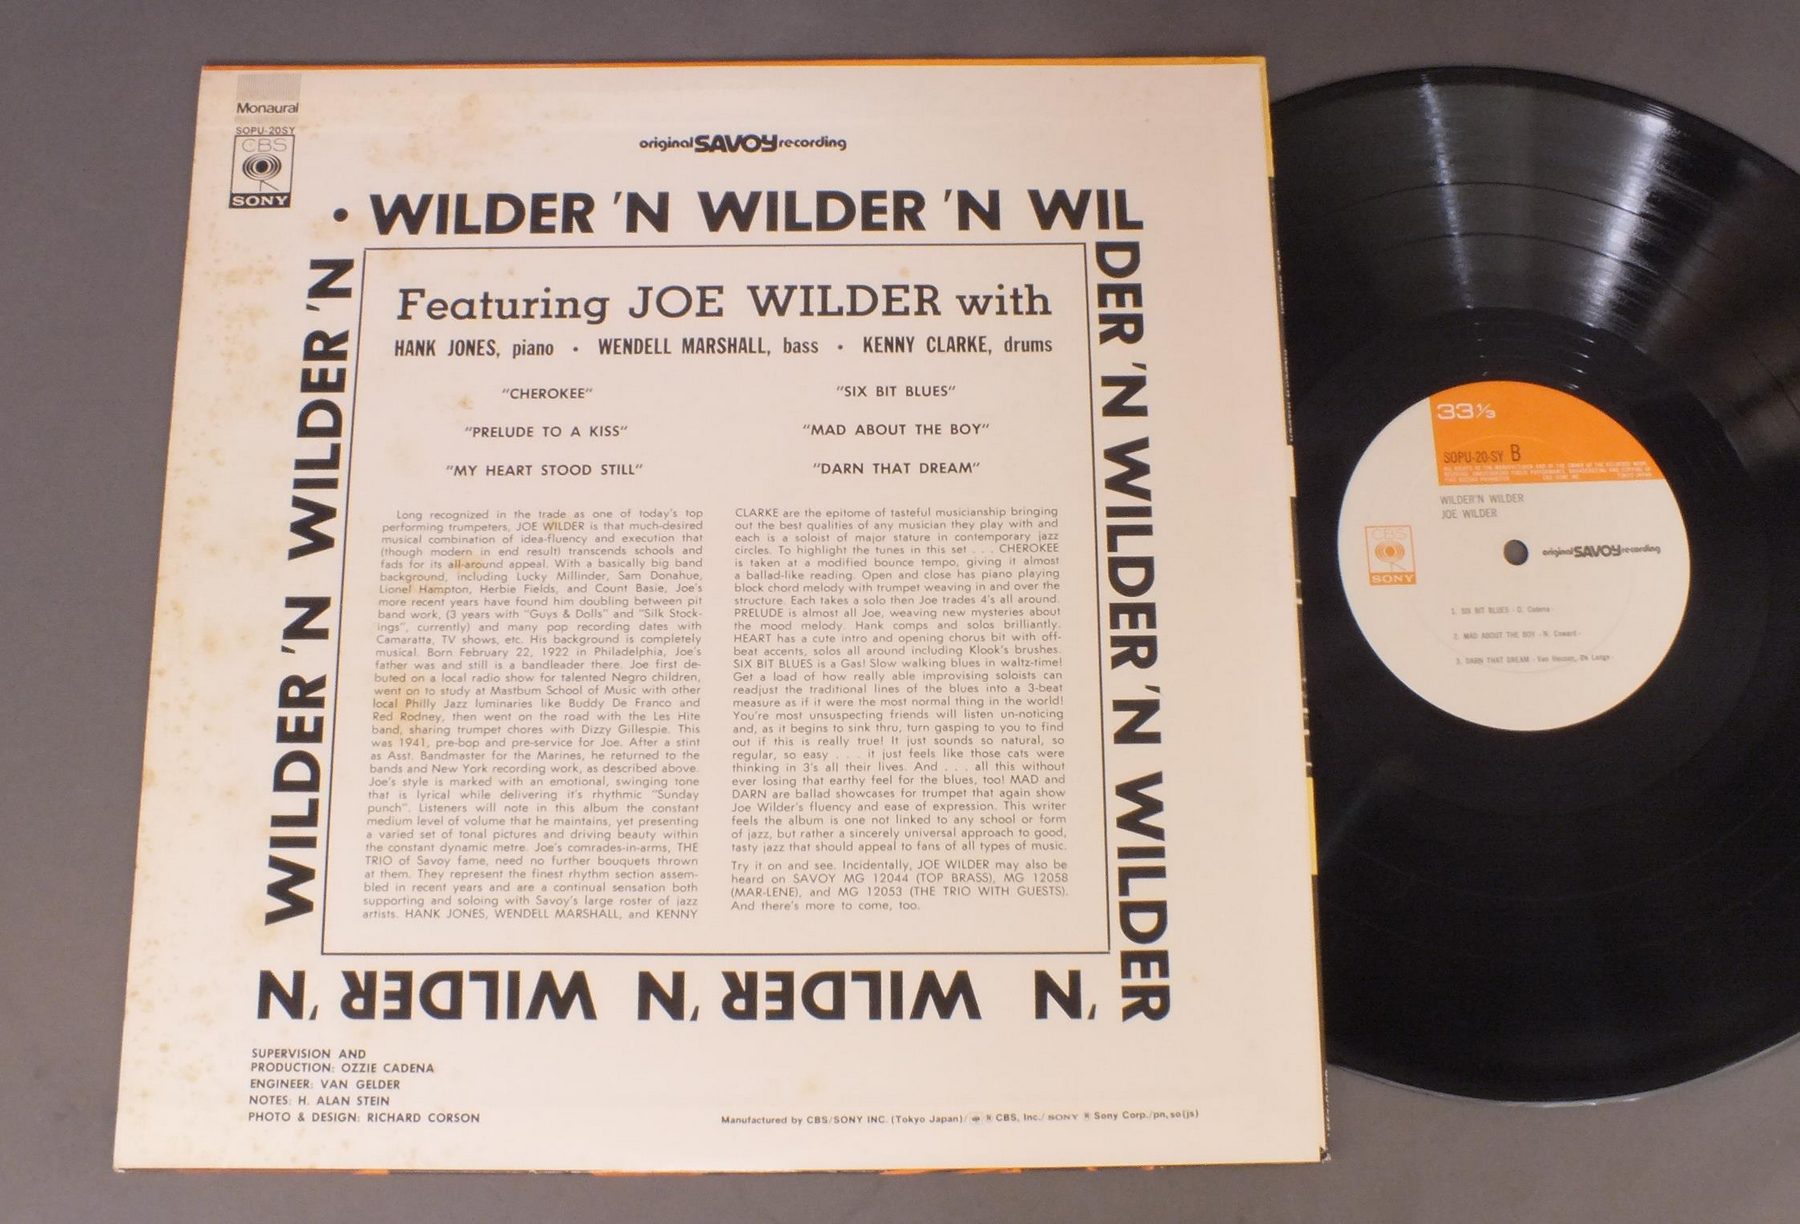 Monaural
SOPU-20SY
CBS
SONY
original SAVOY recording
• WILDER 'N WILDER 'N WIL
DER 'N WILDER 'N WILDER
'N WILDER 'N WILDER 'N
WILDER 'N WILDER 'N
Featuring JOE WILDER with
HANK JONES, piano • WENDELL MARSHALL, bass • KENNY CLARKE, drums
"CHEROKEE"
"PRELUDE TO A KISS"
"MY HEART STOOD STILL"
"SIX BIT BLUES"
"MAD ABOUT THE BOY"
"DARN THAT DREAM"
Long recognized in the trade as one of today's top
performing trumpeters, JOE WILDER is that much-desired
musical combination of idea-fluency and execution that
(though modern in end result) transcends schools and
fads for its all-around appeal. With a basically big band
background, including Lucky Millinder, Sam Donahue,
Lionel Hampton, Herbie Fields, and Count Basie, Joe's
more recent years have found him doubling between pit
band work, (3 years with "Guys & Dolls" and "Silk Stock-
ings", currently) and many pop recording dates with
Camaratta, TV shows, etc. His background is completely
musical. Born February 22, 1922 in Philadelphia, Joe's
father was and still is a bandleader there. Joe first de-
buted on a local radio show for talented Negro children,
went on to study at Mastbum School of Music with other
local Philly Jazz luminaries like Buddy De Franco and
Red Rodney, then went on the road with the Les Hite
band, sharing trumpet chores with Dizzy Gillespie. This
was 1941, pre-bop and pre-service for Joe. After a stint
as Asst. Bandmaster for the Marines, he returned to the
bands and New York recording work, as described above.
Joe's style is marked with an emotional, swinging tone
that is lyrical while delivering it's rhythmic "Sunday
punch". Listeners will note in this album the constant
medium level of volume that he maintains, yet presenting
a varied set of tonal pictures and driving beauty within
the constant dynamic metre. Joe's comrades-in-arms, THE
TRIO of Savoy fame, need no further bouquets thrown
at them. They represent the finest rhythm section assem-
bled in recent years and are a continual sensation both
supporting and soloing with Savoy's large roster of jazz
artists. HANK JONES, WENDELL MARSHALL, and KENNY
CLARKE are the epitome of tasteful musicianship bringing
out the best qualities of any musician they play with and
each is a soloist of major stature in contemporary jazz
circles. To highlight the tunes in this set . . . CHEROKEE
is taken at a modified bounce tempo, giving it almost
a ballad-like reading. Open and close has piano playing
block chord melody with trumpet weaving in and over the
structure. Each takes a solo then Joe trades 4's all around.
PRELUDE is almost all Joe, weaving new mysteries about
the mood melody. Hank comps and solos brilliantly.
HEART has a cute intro and opening chorus bit with off-
beat accents, solos all around including Klook's brushes.
SIX BIT BLUES is a Gas! Slow walking blues in waltz-time!
Get a load of how really able improvising soloists can
readjust the traditional lines of the blues into a 3-beat
measure as if it were the most normal thing in the world!
You're most unsuspecting friends will listen un-noticing
and, as it begins to sink thru, turn gasping to you to find
out if this is really true! It just sounds so natural, so
regular, so easy . . . it just feels like those cats were
thinking in 3's all their lives. And . . . all this without
ever losing that earthy feel for the blues, too! MAD and
DARN are ballad showcases for trumpet that again show
Joe Wilder's fluency and ease of expression. This writer
feels the album is one not linked to any school or form
of jazz, but rather a sincerely universal approach to good,
tasty jazz that should appeal to fans of all types of music.
Try it on and see. Incidentally, JOE WILDER may also be
heard on SAVOY MG 12044 (TOP BRASS), MG 12058
(MAR-LENE), and MG 12053 (THE TRIO WITH GUESTS).
And there's more to come, too.
SUPERVISION AND
PRODUCTION: OZZIE CADENA
ENGINEER: VAN GELDER
NOTES: H. ALAN STEIN
PHOTO & DESIGN: RICHARD CORSON
Manufactured by CBS/SONY INC. (Tokyo Japan)/ ® CBS, Inc./ SONY ® Sony Corp./pn, so(js)
33 1/3
SOPU-20-SY B
WILDER'N WILDER
JOE WILDER
CBS
SONY
original SAVOY recording
1. SIX BIT BLUES - O. Cadena -
2. MAD ABOUT THE BOY - N. Coward -
3. DARN THAT DREAM - Van Heusen, De Lange -